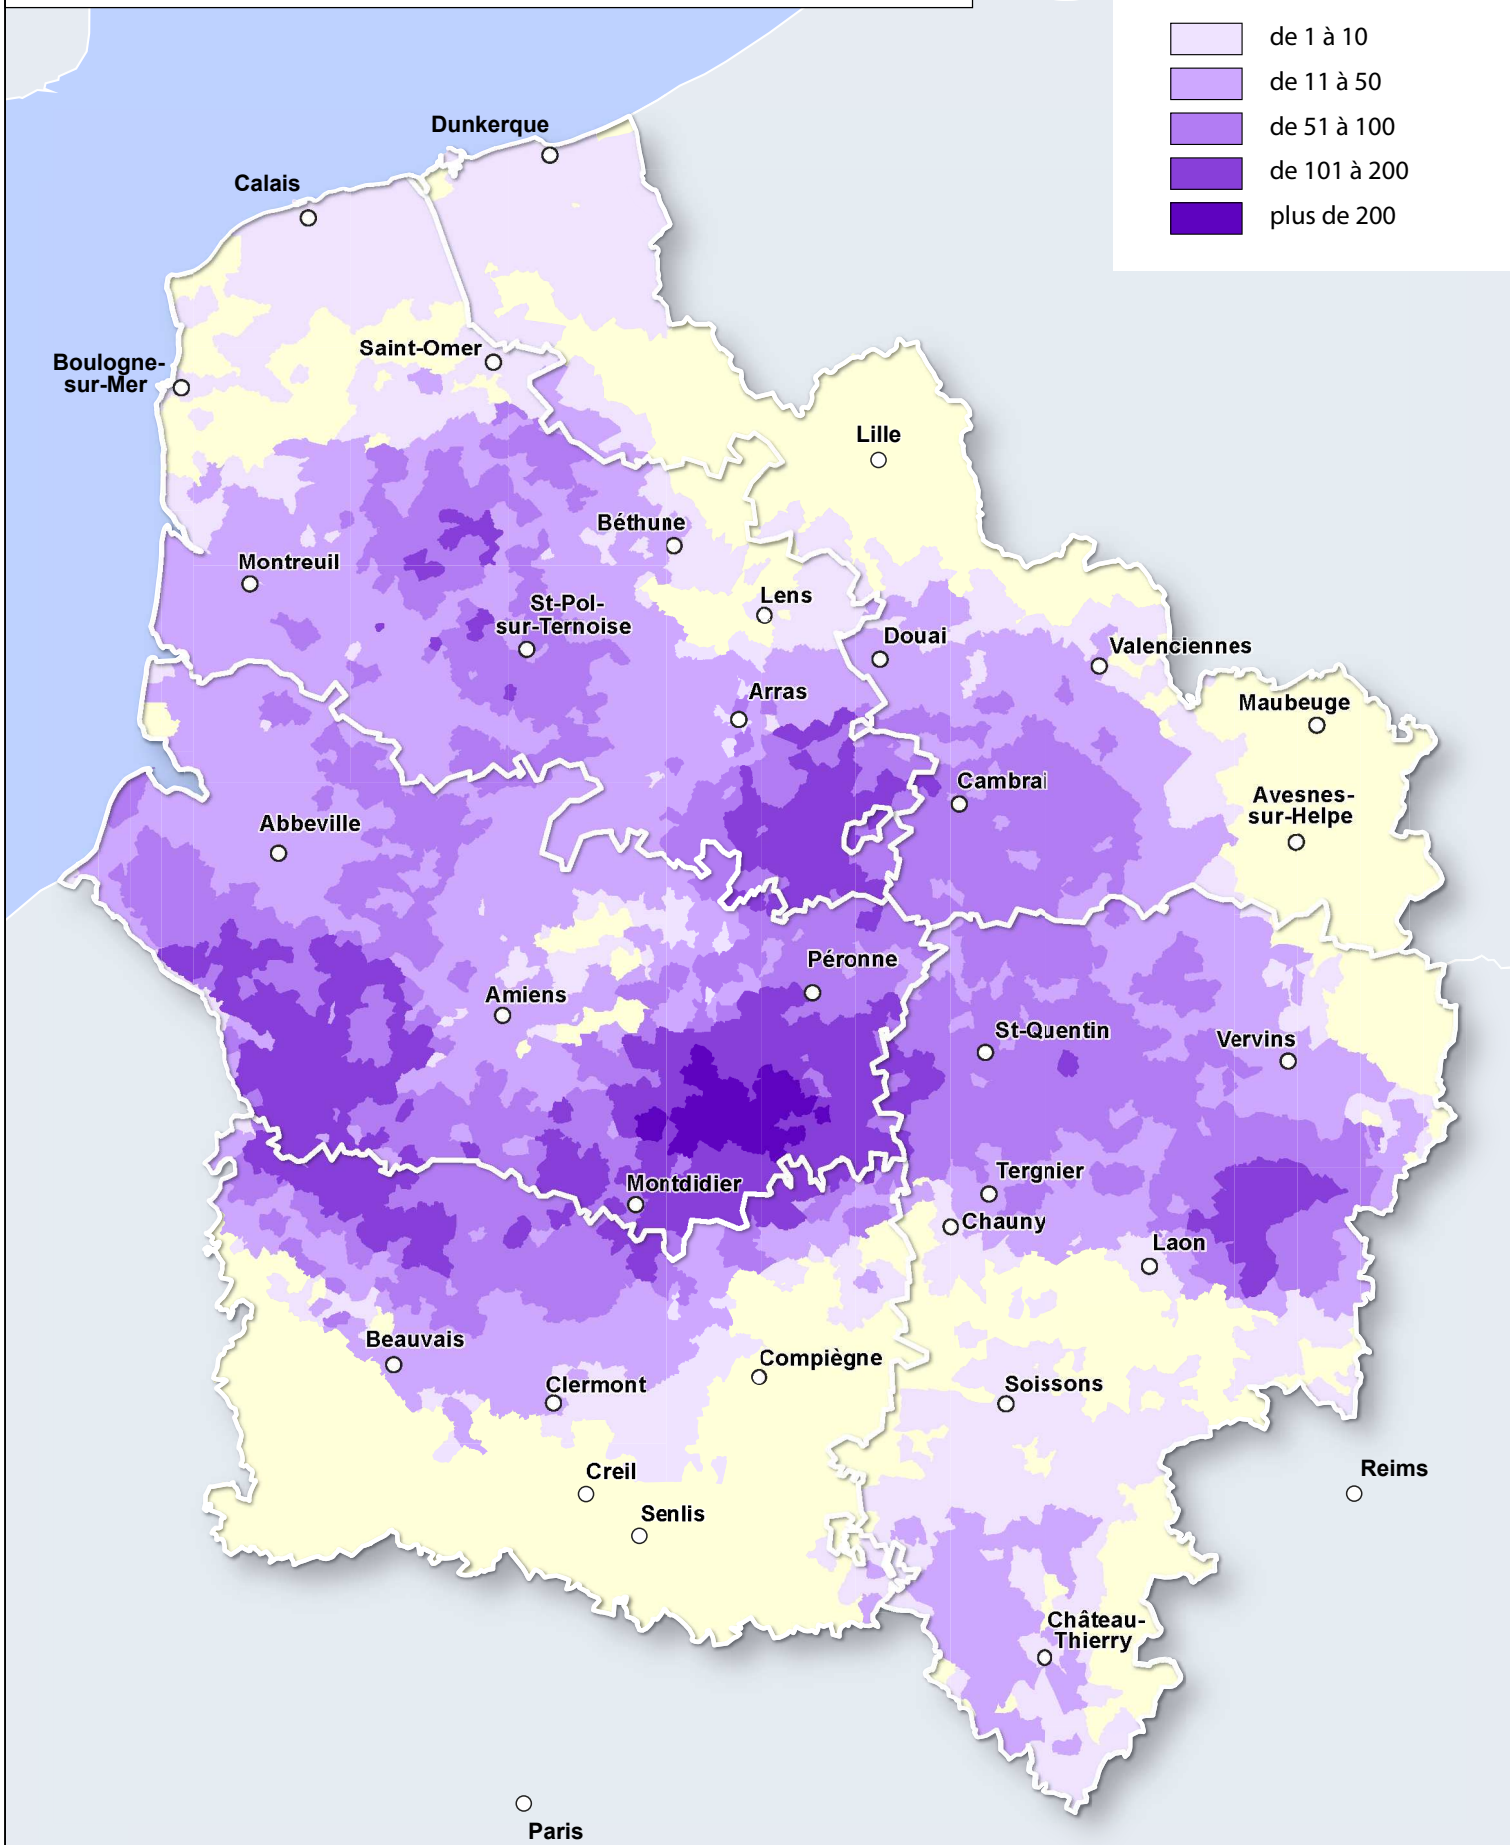 de 1 à 10
de 11 à 50
de 51 à 100
de 101 à 200
plus de 200
Dunkerque
Calais
Saint-Omer
Boulogne-
sur-Mer
Lille
Béthune
Montreuil
Lens
St-Pol-
sur-Ternoise
Douai
Valenciennes
Arras
Maubeuge
Cambrai
Avesnes-
sur-Helpe
Abbeville
Péronne
Amiens
St-Quentin
Vervins
Tergnier
Montdidier
Chauny
Laon
Beauvais
Compiègne
Clermont
Soissons
Creil
Reims
Senlis
Château-
Thierry
Paris